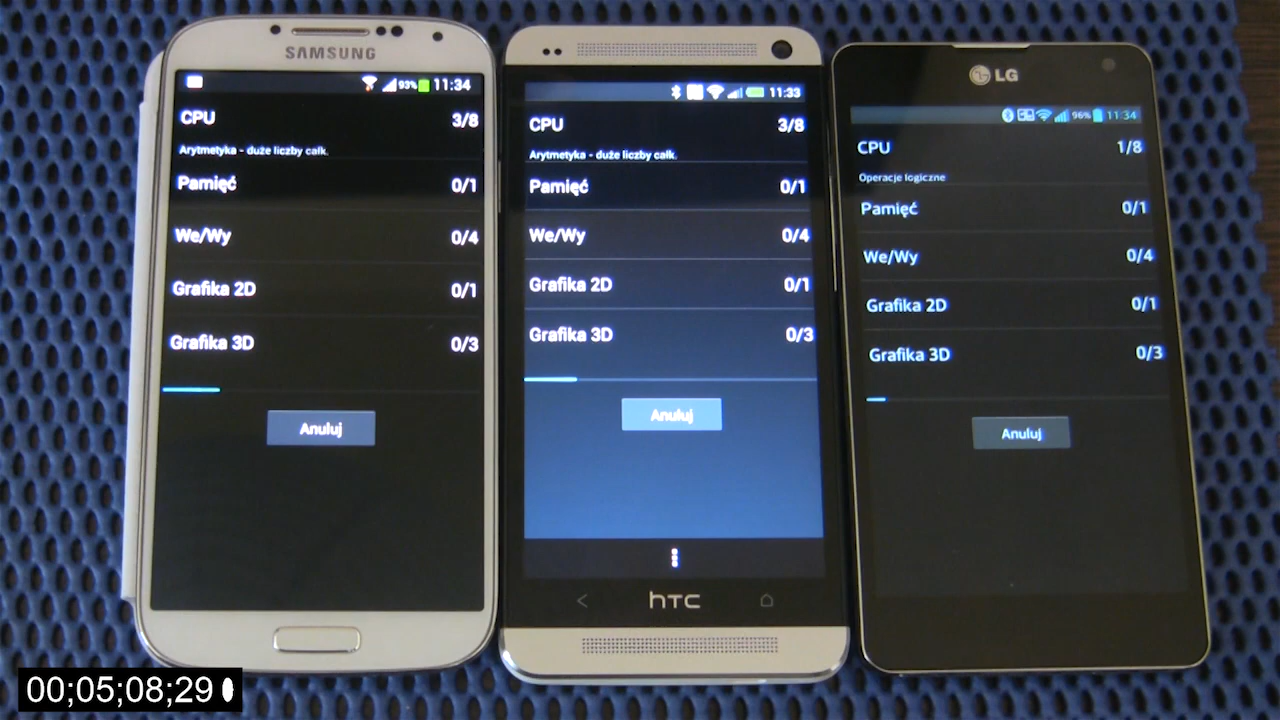 SAMSUNG
93% 11:34
CPU 3/8
Arytmetyka - duże liczby całk.
Pamięć 0/1
We/Wy 0/4
Grafika 2D 0/1
Grafika 3D 0/3
Anuluj
11:33
CPU 3/8
Arytmetyka - duże liczby całk.
Pamięć 0/1
We/Wy 0/4
Grafika 2D 0/1
Grafika 3D 0/3
Anuluj
hTC
LG
96% 11:34
CPU 1/8
Operacje logiczne
Pamięć 0/1
We/Wy 0/4
Grafika 2D 0/1
Grafika 3D 0/3
Anuluj
00;05;08;29